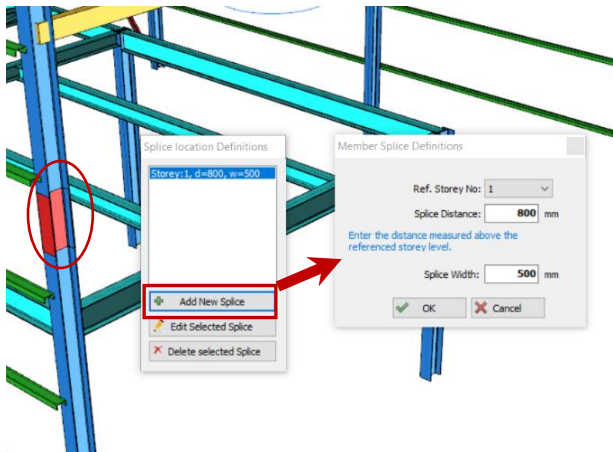 Splice location Definitions
Storey:1, d=800, w=500
Add New Splice
Edit Selected Splice
Delete selected Splice
Member Splice Definitions
Ref. Storey No: 1
Splice Distance: 800 mm
Enter the distance measured above the
referenced storey level.
Splice Width: 500 mm
OK Cancel